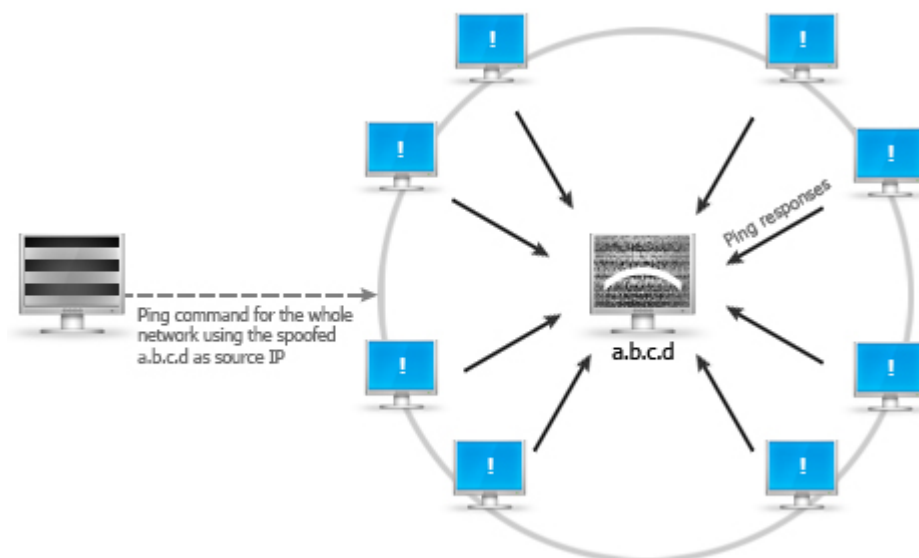 !
!
!
!
Ping responses
Ping command for the whole
network using the spoofed
a.b.c.d as source IP
a.b.c.d
!
!
!
!